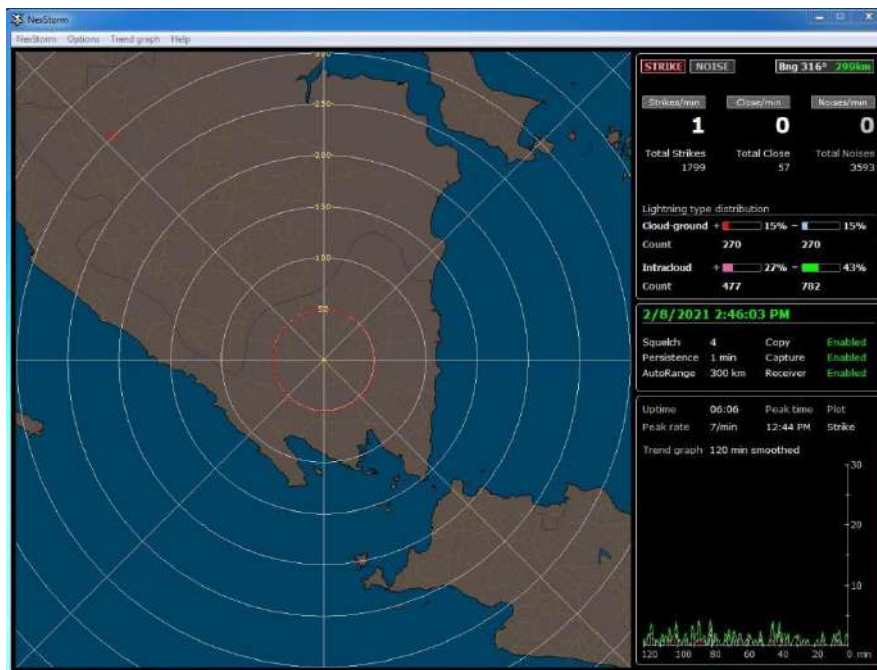 NexStorm
NexStorm Options Trend graph Help
300
250
200
150
100
50
STRIKE NOISE Bng 316° 299km
Strikes/min Close/min Noises/min
1 0 0
Total Strikes Total Close Total Noises
1799 57 3593
Lightning type distribution
Cloud-ground + 15% - 15%
Count 270 270
Intracloud + 27% - 43%
Count 477 782
2/8/2021 2:46:03 PM
Squelch 4 Copy Enabled
Persistence 1 min Capture Enabled
AutoRange 300 km Receiver Enabled
Uptime 06:06 Peak time Plot
Peak rate 7/min 12:44 PM Strike
Trend graph 120 min smoothed
30
20
10
120 100 80 60 40 20 0 min